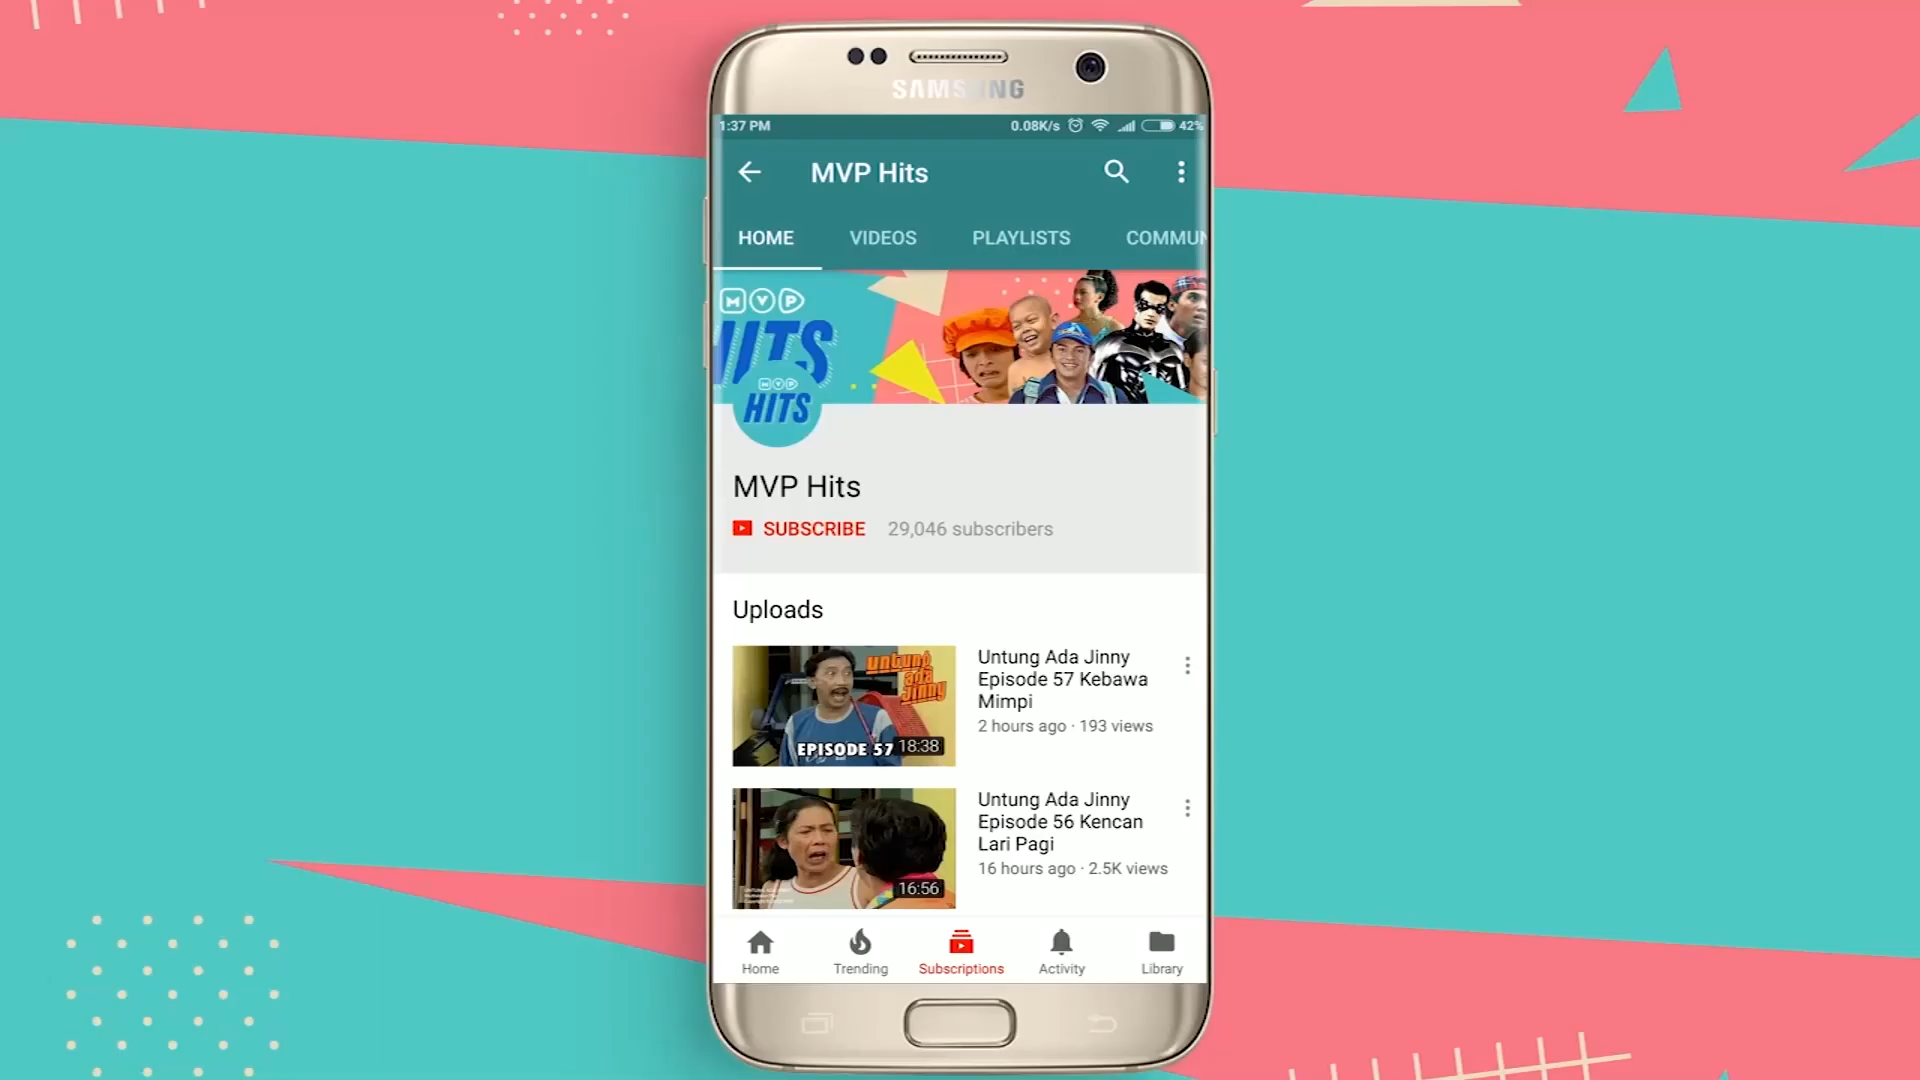 SAMSUNG
1:37 PM
0.08K/s
42%
MVP Hits
HOME
VIDEOS
PLAYLISTS
COMMUN
MVP
HITS
MVP
HITS
MVP Hits
SUBSCRIBE
29,046 subscribers
Uploads
untung
ada
jinny
EPISODE 57
18:38
Untung Ada Jinny
Episode 57 Kebawa
Mimpi
2 hours ago · 193 views
16:56
Untung Ada Jinny
Episode 56 Kencan
Lari Pagi
16 hours ago · 2.5K views
Home
Trending
Subscriptions
Activity
Library